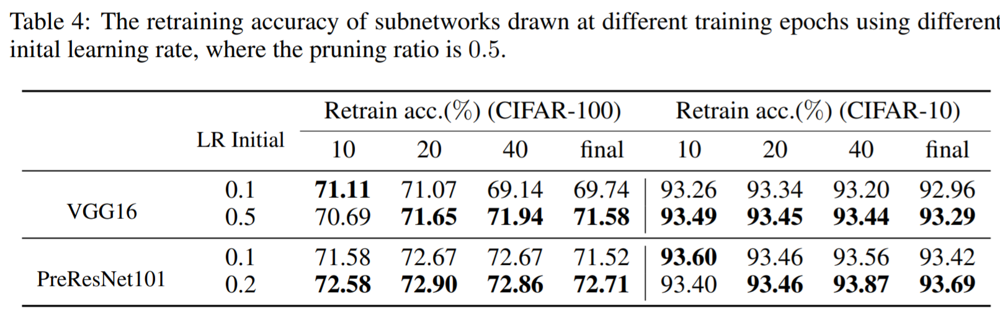 Table 4: The retraining accuracy of subnetworks drawn at different training epochs using different
inital learning rate, where the pruning ratio is 0.5.
Retrain acc.(%) (CIFAR-100) Retrain acc.(%) (CIFAR-10)
LR Initial
10 20 40 final 10 20 40 final
0.1 71.11 71.07 69.14 69.74 93.26 93.34 93.20 92.96
VGG16
0.5 70.69 71.65 71.94 71.58 93.49 93.45 93.44 93.29
0.1 71.58 72.67 72.67 71.52 93.60 93.46 93.56 93.42
PreResNet101
0.2 72.58 72.90 72.86 72.71 93.40 93.46 93.87 93.69